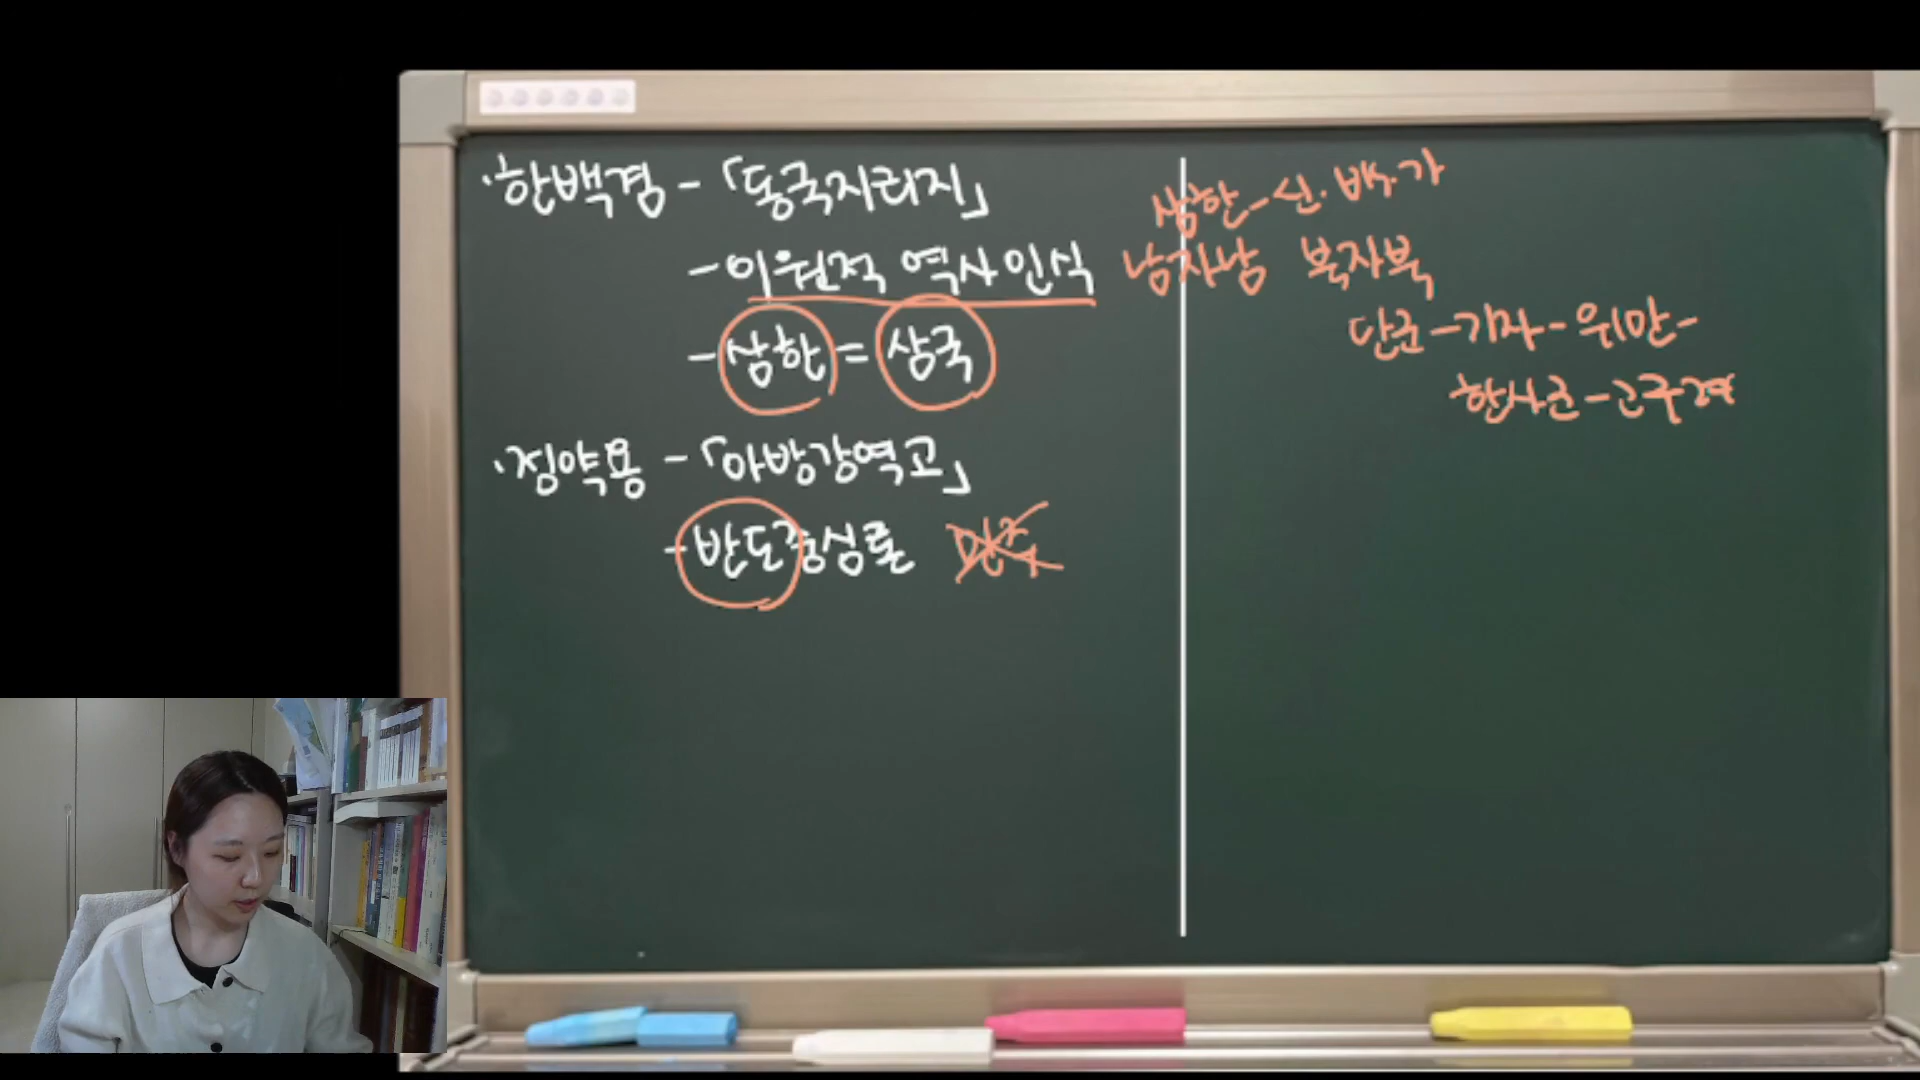 ·한백겸 - 「동국지리지」
- 이원적 역사인식
- 삼한 = 삼국
·정약용 - 「아방강역고」
- 반도중심론 만주
삼한 - 신·백·가
남자남 북자북
단군 - 기자 - 위만 -
한사군 - 고구려